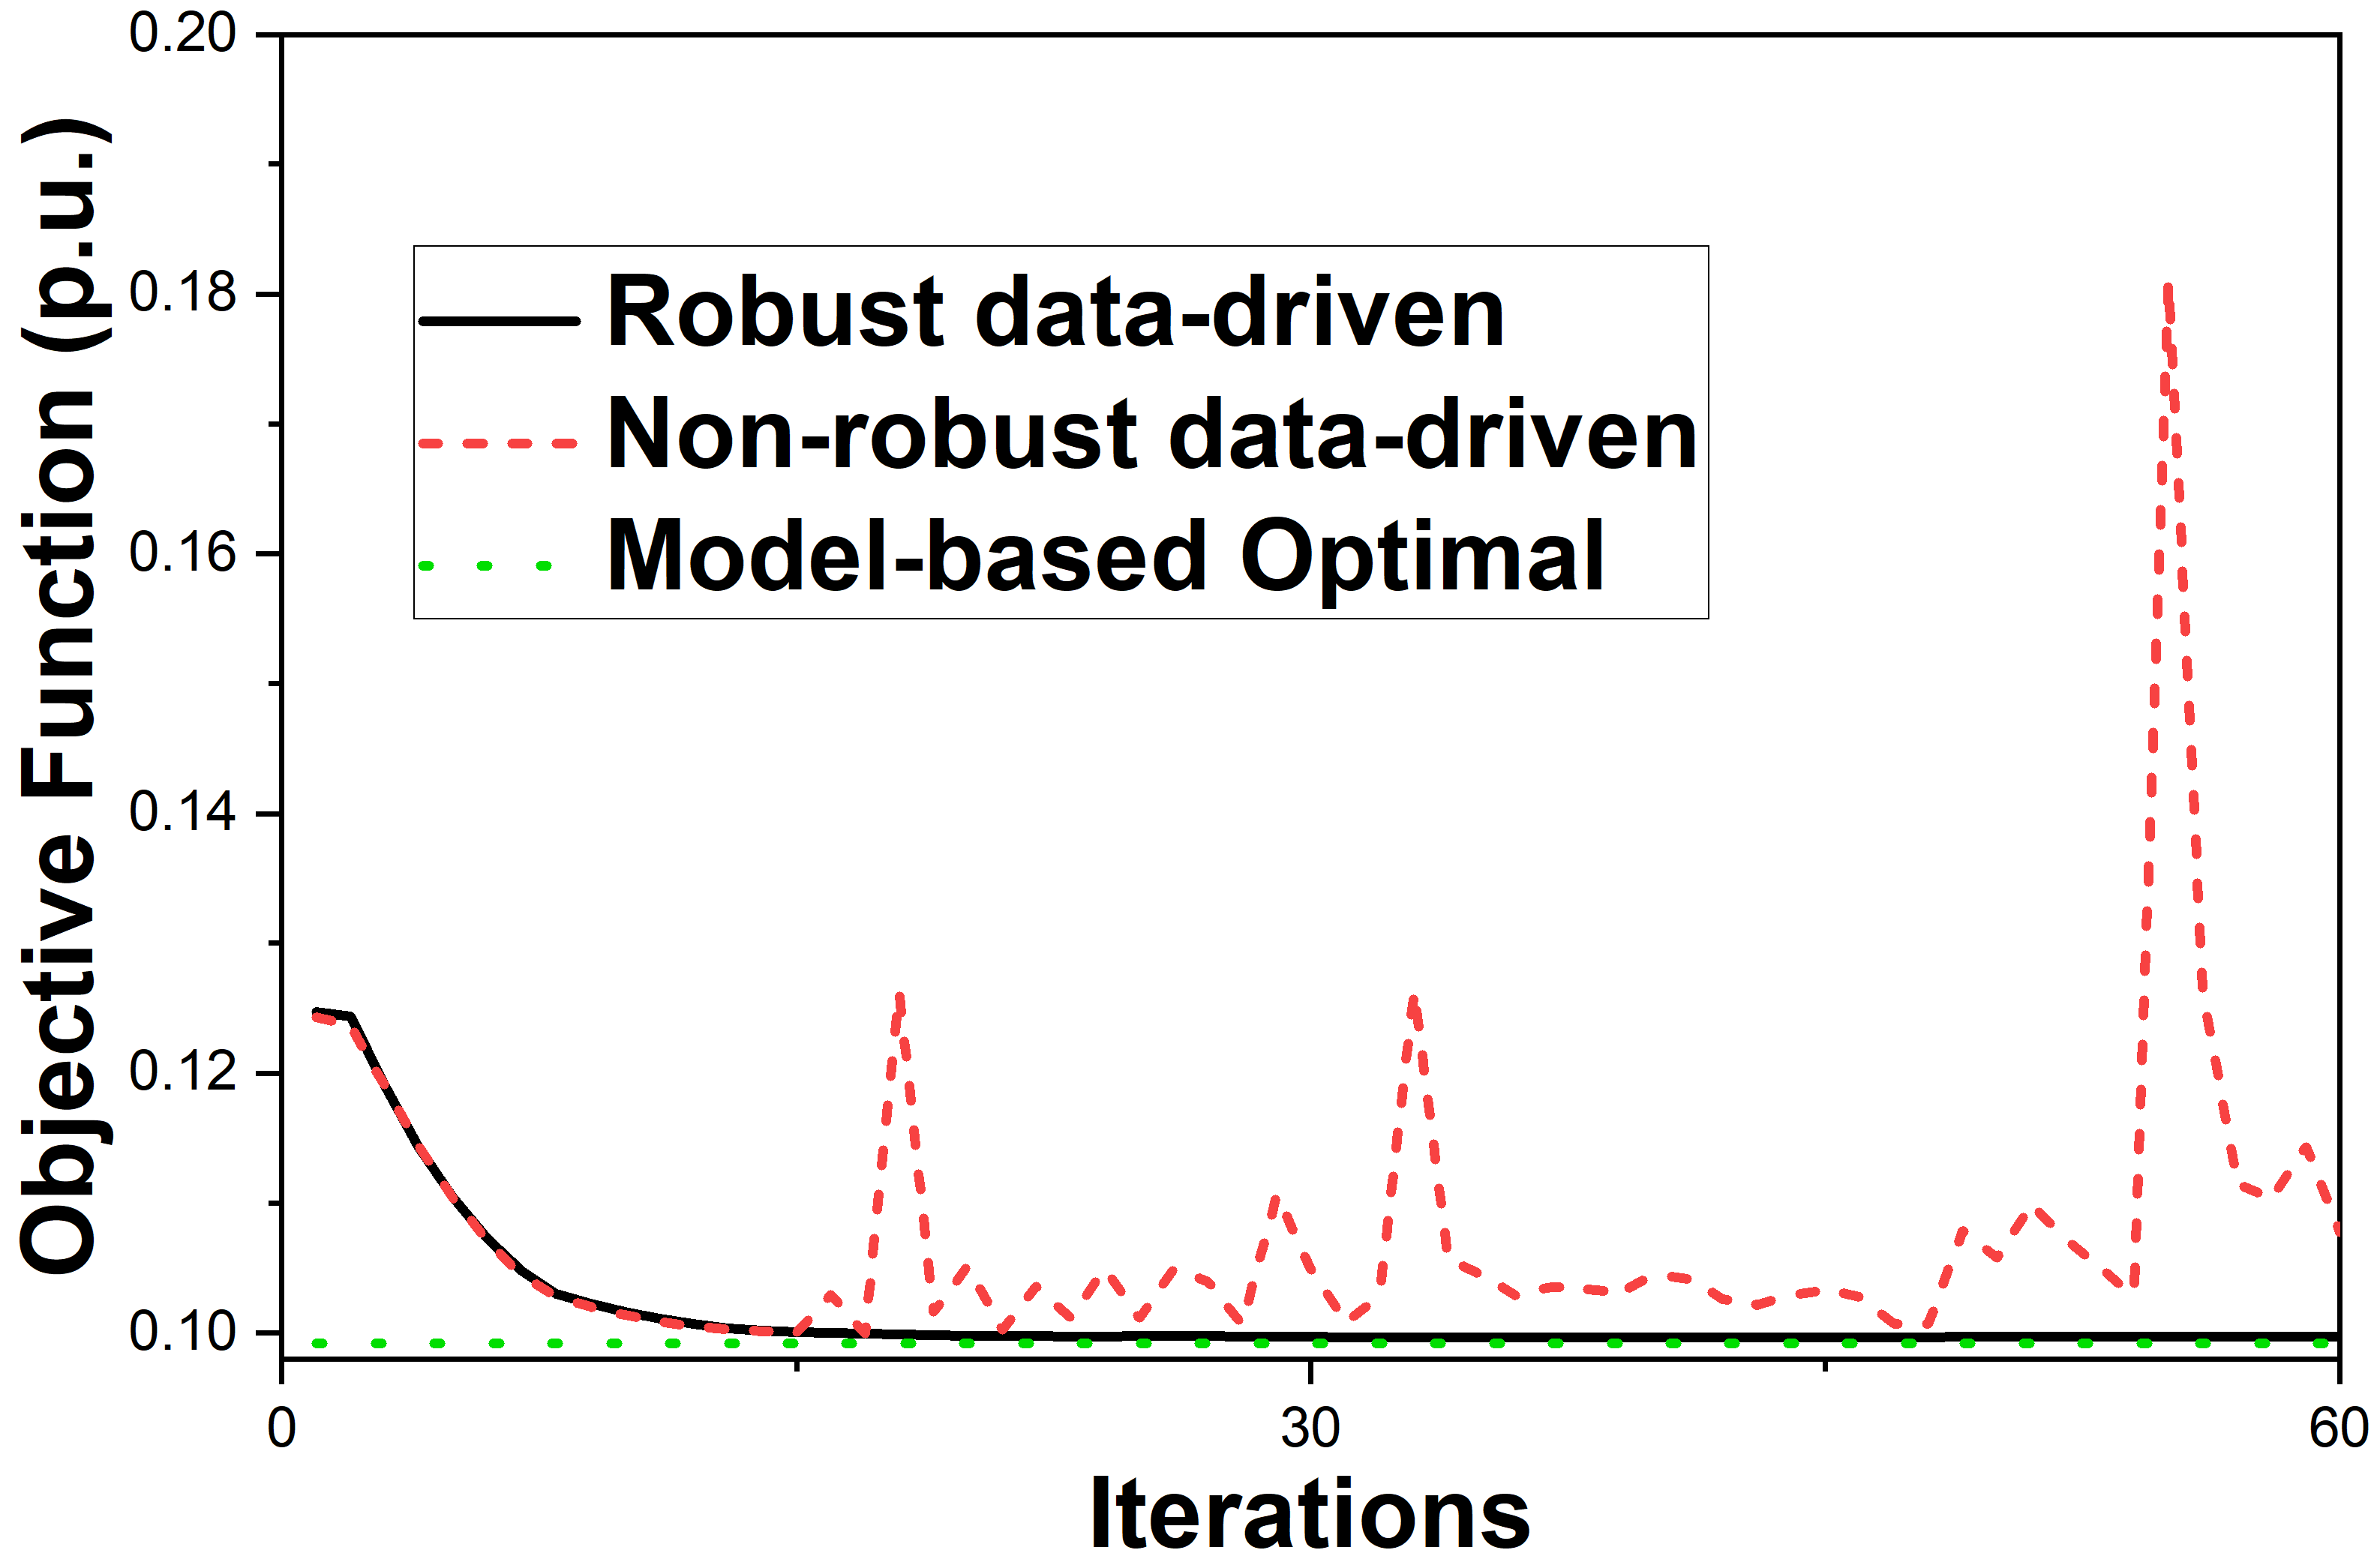 Objective Function (p.u.)
0.20
0.18
0.16
0.14
0.12
0.10
Robust data-driven
Non-robust data-driven
Model-based Optimal
0 30 60
Iterations